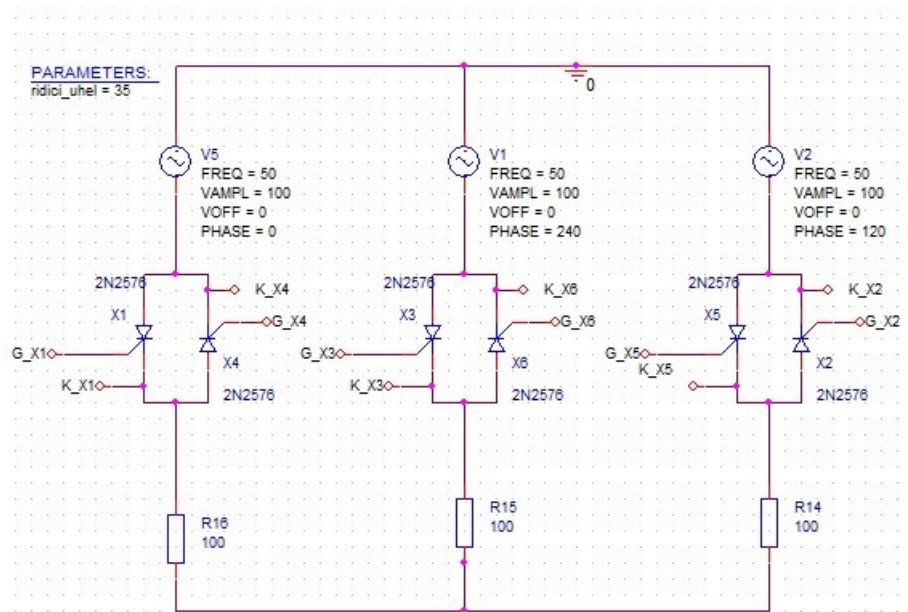 PARAMETERS:
ridici_uhel = 35
0
V5
FREQ = 50
VAMPL = 100
VOFF = 0
PHASE = 0
V1
FREQ = 50
VAMPL = 100
VOFF = 0
PHASE = 240
V2
FREQ = 50
VAMPL = 100
VOFF = 0
PHASE = 120
2N2576
K_X4
X1
G_X4
G_X1
X4
K_X1
2N2576
2N2576
K_X6
X3
G_X6
G_X3
X6
K_X3
2N2576
2N2576
K_X2
X5
G_X2
G_X5
K_X5
X2
2N2576
R16
100
R15
100
R14
100